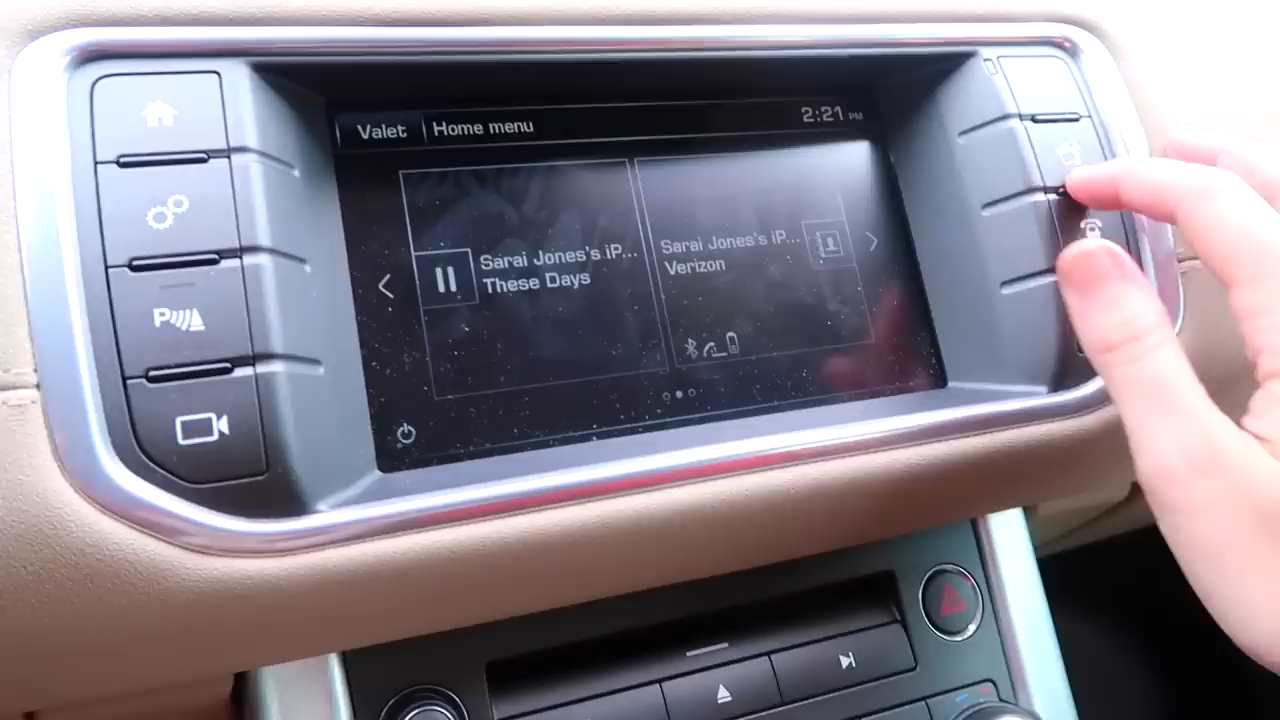 Valet
Home menu
2:21 PM
Sarai Jones's iP...
These Days
Sarai Jones's iP...
Verizon
P